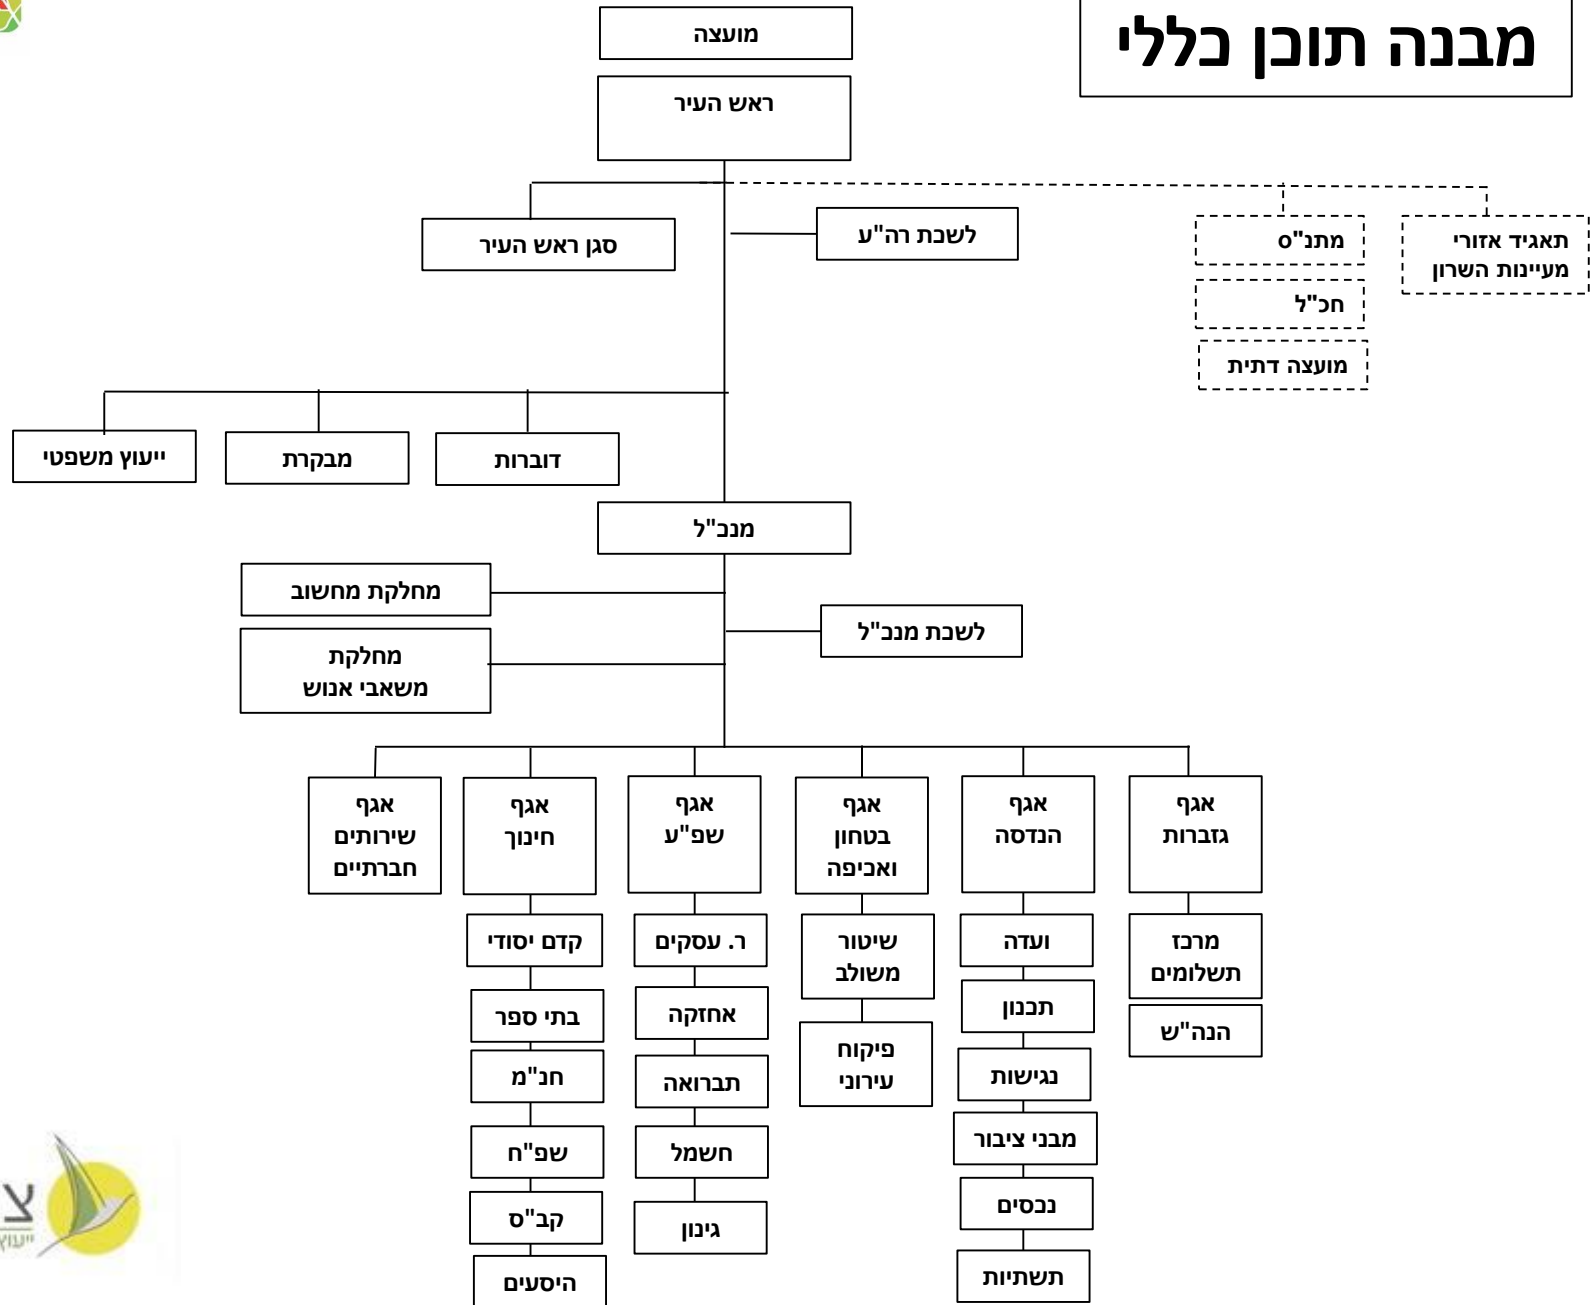 מבנה תוכן כללי
מועצה
ראש העיר
סגן ראש העיר
לשכת רה"ע
מתנ"ס
תאגיד אזורי
מעיינות השרון
חכ"ל
מועצה דתית
דוברות
מבקרת
ייעוץ משפטי
מנכ"ל
מחלקת מחשוב
לשכת מנכ"ל
מחלקת
משאבי אנוש
אגף
גזברות
מרכז
תשלומים
הנה"ש
אגף
הנדסה
ועדה
תכנון
נגישות
מבני ציבור
נכסים
תשתיות
אגף
בטחון
ואכיפה
שיטור
משולב
פיקוח
עירוני
אגף
שפ"ע
ר. עסקים
אחזקה
תברואה
חשמל
גינון
אגף
חינוך
קדם יסודי
בתי ספר
חנ"מ
שפ"ח
קב"ס
היסעים
אגף
שירותים
חברתיים
ייעוץ